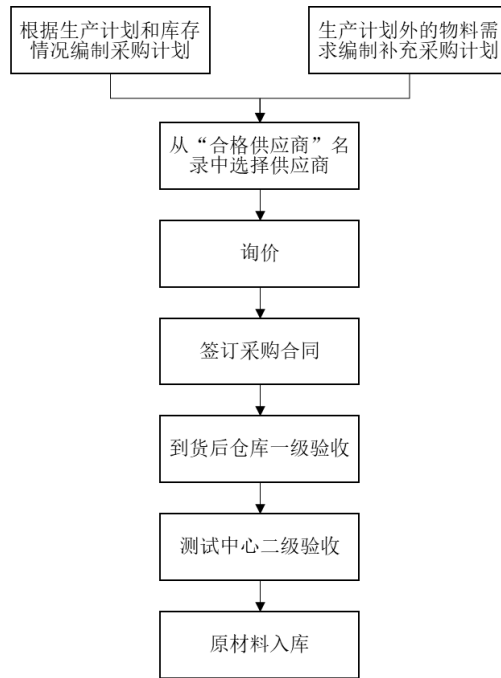 根据生产计划和库存
情况编制采购计划
生产计划外的物料需
求编制补充采购计划
从“合格供应商”名
录中选择供应商
询价
签订采购合同
到货后仓库一级验收
测试中心二级验收
原材料入库